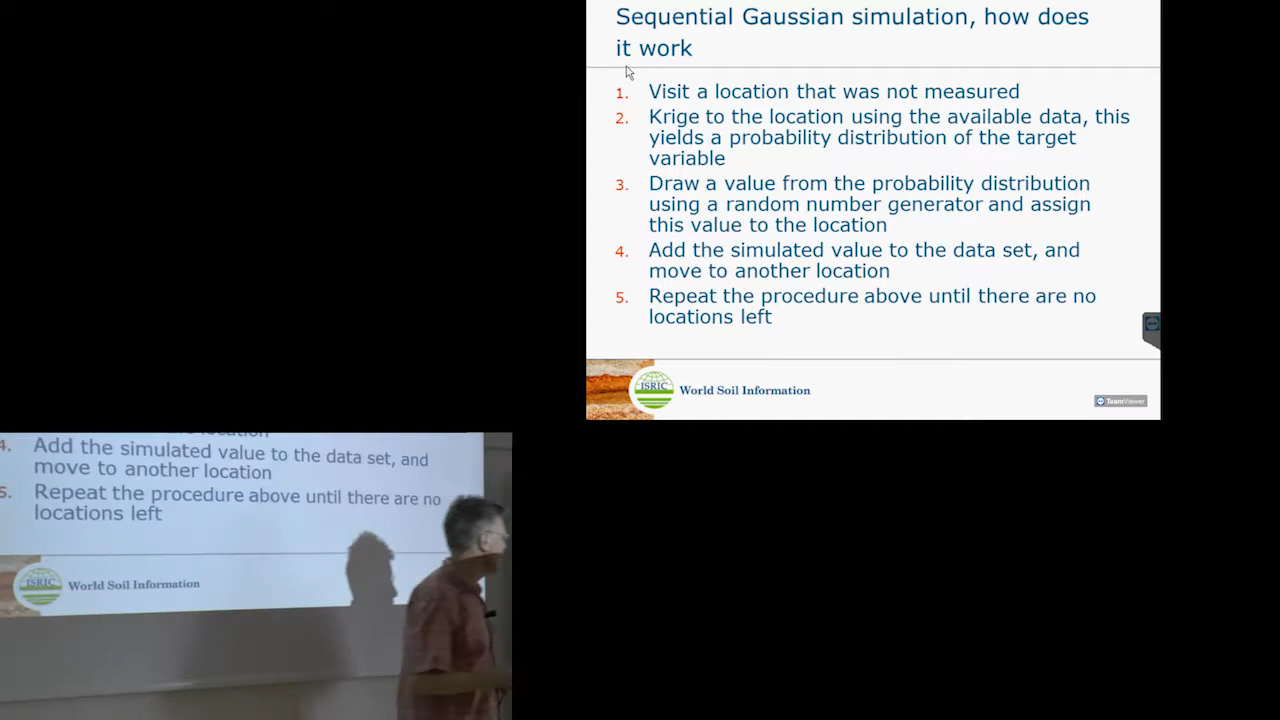 Sequential Gaussian simulation, how does
it work
1. Visit a location that was not measured
2. Krige to the location using the available data, this
yields a probability distribution of the target
variable
3. Draw a value from the probability distribution
using a random number generator and assign
this value to the location
4. Add the simulated value to the data set, and
move to another location
5. Repeat the procedure above until there are no
locations left
ISRIC World Soil Information
TeamViewer
location
4. Add the simulated value to the data set, and
move to another location
5. Repeat the procedure above until there are no
locations left
ISRIC World Soil Information